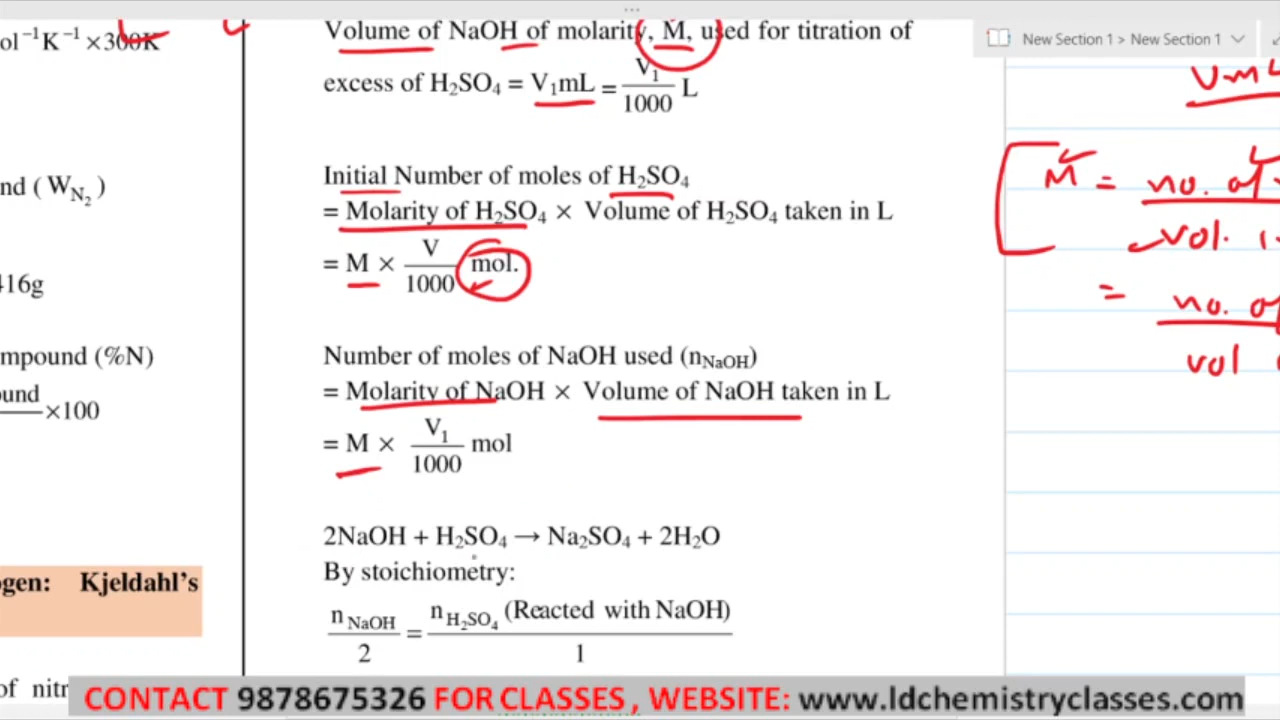 ol⁻¹K⁻¹ ×300K
nd ( W_N₂ )
416g
mpound (%N)
und
×100
ogen: Kjeldahl’s
of nitr
Volume of NaOH of molarity, M, used for titration of
excess of H₂SO₄ = V₁mL = V₁/1000 L
Initial Number of moles of H₂SO₄
= Molarity of H₂SO₄ × Volume of H₂SO₄ taken in L
= M × V/1000 mol.
Number of moles of NaOH used (n_NaOH)
= Molarity of NaOH × Volume of NaOH taken in L
= M × V₁/1000 mol
2NaOH + H₂SO₄ → Na₂SO₄ + 2H₂O
By stoichiometry:
n_NaOH/2 = n_H₂SO₄ (Reacted with NaOH)/1
New Section 1 > New Section 1
VmL
M = no. of
vol. i
= no. of
vol
CONTACT 9878675326 FOR CLASSES , WEBSITE: www.ldchemistryclasses.com